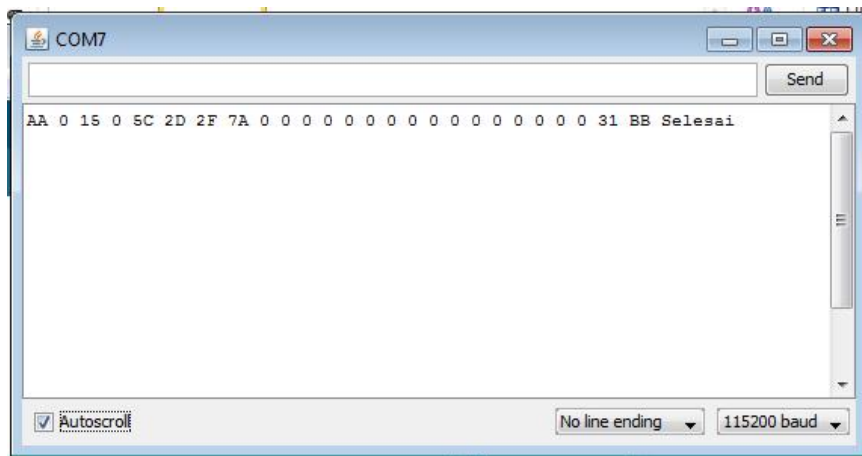 COM7
Send
AA 0 15 0 5C 2D 2F 7A 0 0 0 0 0 0 0 0 0 0 0 0 0 0 0 0 31 BB Selesai
Autoscroll
No line ending
115200 baud